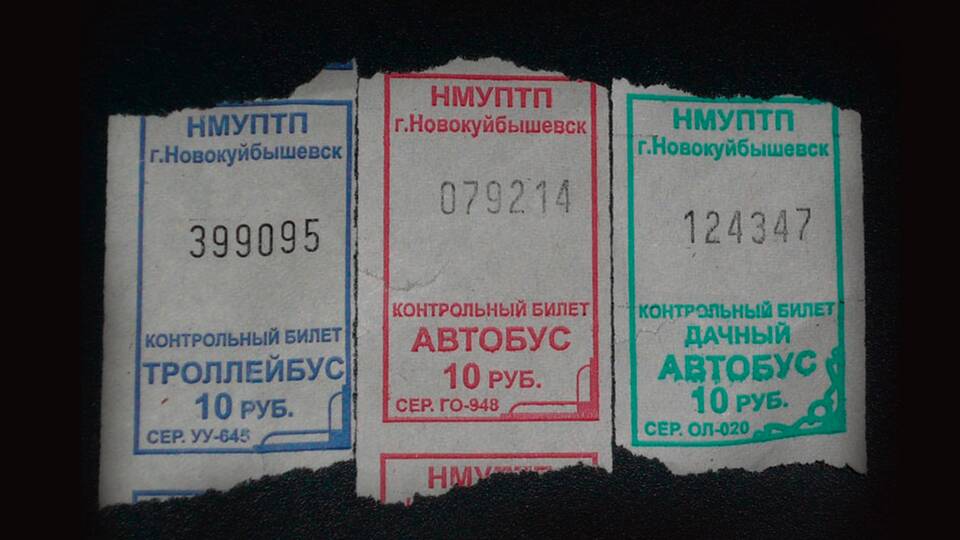 НМУПТП
г.Новокуйбышевск
399095
КОНТРОЛЬНЫЙ БИЛЕТ
ТРОЛЛЕЙБУС
10 РУБ.
СЕР. УУ-645
НМУПТП
г.Новокуйбышевск
079214
КОНТРОЛЬНЫЙ БИЛЕТ
АВТОБУС
10 РУБ.
СЕР. ГО-948
НМУПТП
г.Новокуйбышевск
124347
КОНТРОЛЬНЫЙ БИЛЕТ
ДАЧНЫЙ
АВТОБУС
10 РУБ.
СЕР. ОЛ-020